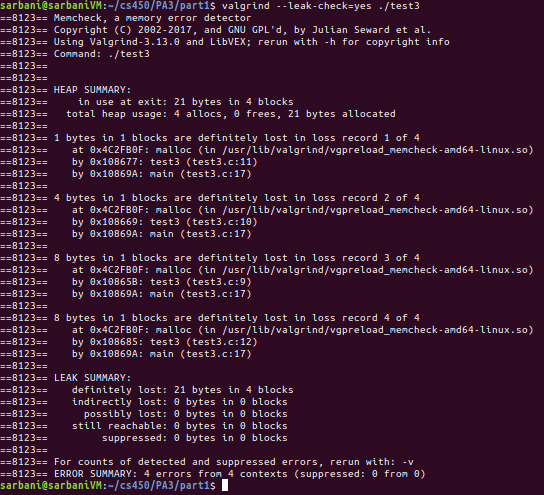 sarbani@sarbaniVM:~/cs450/PA3/part1$ valgrind --leak-check=yes ./test3
==8123== Memcheck, a memory error detector
==8123== Copyright (C) 2002-2017, and GNU GPL'd, by Julian Seward et al.
==8123== Using Valgrind-3.13.0 and LibVEX; rerun with -h for copyright info
==8123== Command: ./test3
==8123==
==8123==
==8123== HEAP SUMMARY:
==8123==     in use at exit: 21 bytes in 4 blocks
==8123==   total heap usage: 4 allocs, 0 frees, 21 bytes allocated
==8123==
==8123== 1 bytes in 1 blocks are definitely lost in loss record 1 of 4
==8123==    at 0x4C2FB0F: malloc (in /usr/lib/valgrind/vgpreload_memcheck-amd64-linux.so)
==8123==    by 0x108677: test3 (test3.c:11)
==8123==    by 0x10869A: main (test3.c:17)
==8123==
==8123== 4 bytes in 1 blocks are definitely lost in loss record 2 of 4
==8123==    at 0x4C2FB0F: malloc (in /usr/lib/valgrind/vgpreload_memcheck-amd64-linux.so)
==8123==    by 0x108669: test3 (test3.c:10)
==8123==    by 0x10869A: main (test3.c:17)
==8123==
==8123== 8 bytes in 1 blocks are definitely lost in loss record 3 of 4
==8123==    at 0x4C2FB0F: malloc (in /usr/lib/valgrind/vgpreload_memcheck-amd64-linux.so)
==8123==    by 0x10865B: test3 (test3.c:9)
==8123==    by 0x10869A: main (test3.c:17)
==8123==
==8123== 8 bytes in 1 blocks are definitely lost in loss record 4 of 4
==8123==    at 0x4C2FB0F: malloc (in /usr/lib/valgrind/vgpreload_memcheck-amd64-linux.so)
==8123==    by 0x108685: test3 (test3.c:12)
==8123==    by 0x10869A: main (test3.c:17)
==8123==
==8123== LEAK SUMMARY:
==8123==    definitely lost: 21 bytes in 4 blocks
==8123==    indirectly lost: 0 bytes in 0 blocks
==8123==      possibly lost: 0 bytes in 0 blocks
==8123==    still reachable: 0 bytes in 0 blocks
==8123==         suppressed: 0 bytes in 0 blocks
==8123==
==8123== For counts of detected and suppressed errors, rerun with: -v
==8123== ERROR SUMMARY: 4 errors from 4 contexts (suppressed: 0 from 0)
sarbani@sarbaniVM:~/cs450/PA3/part1$